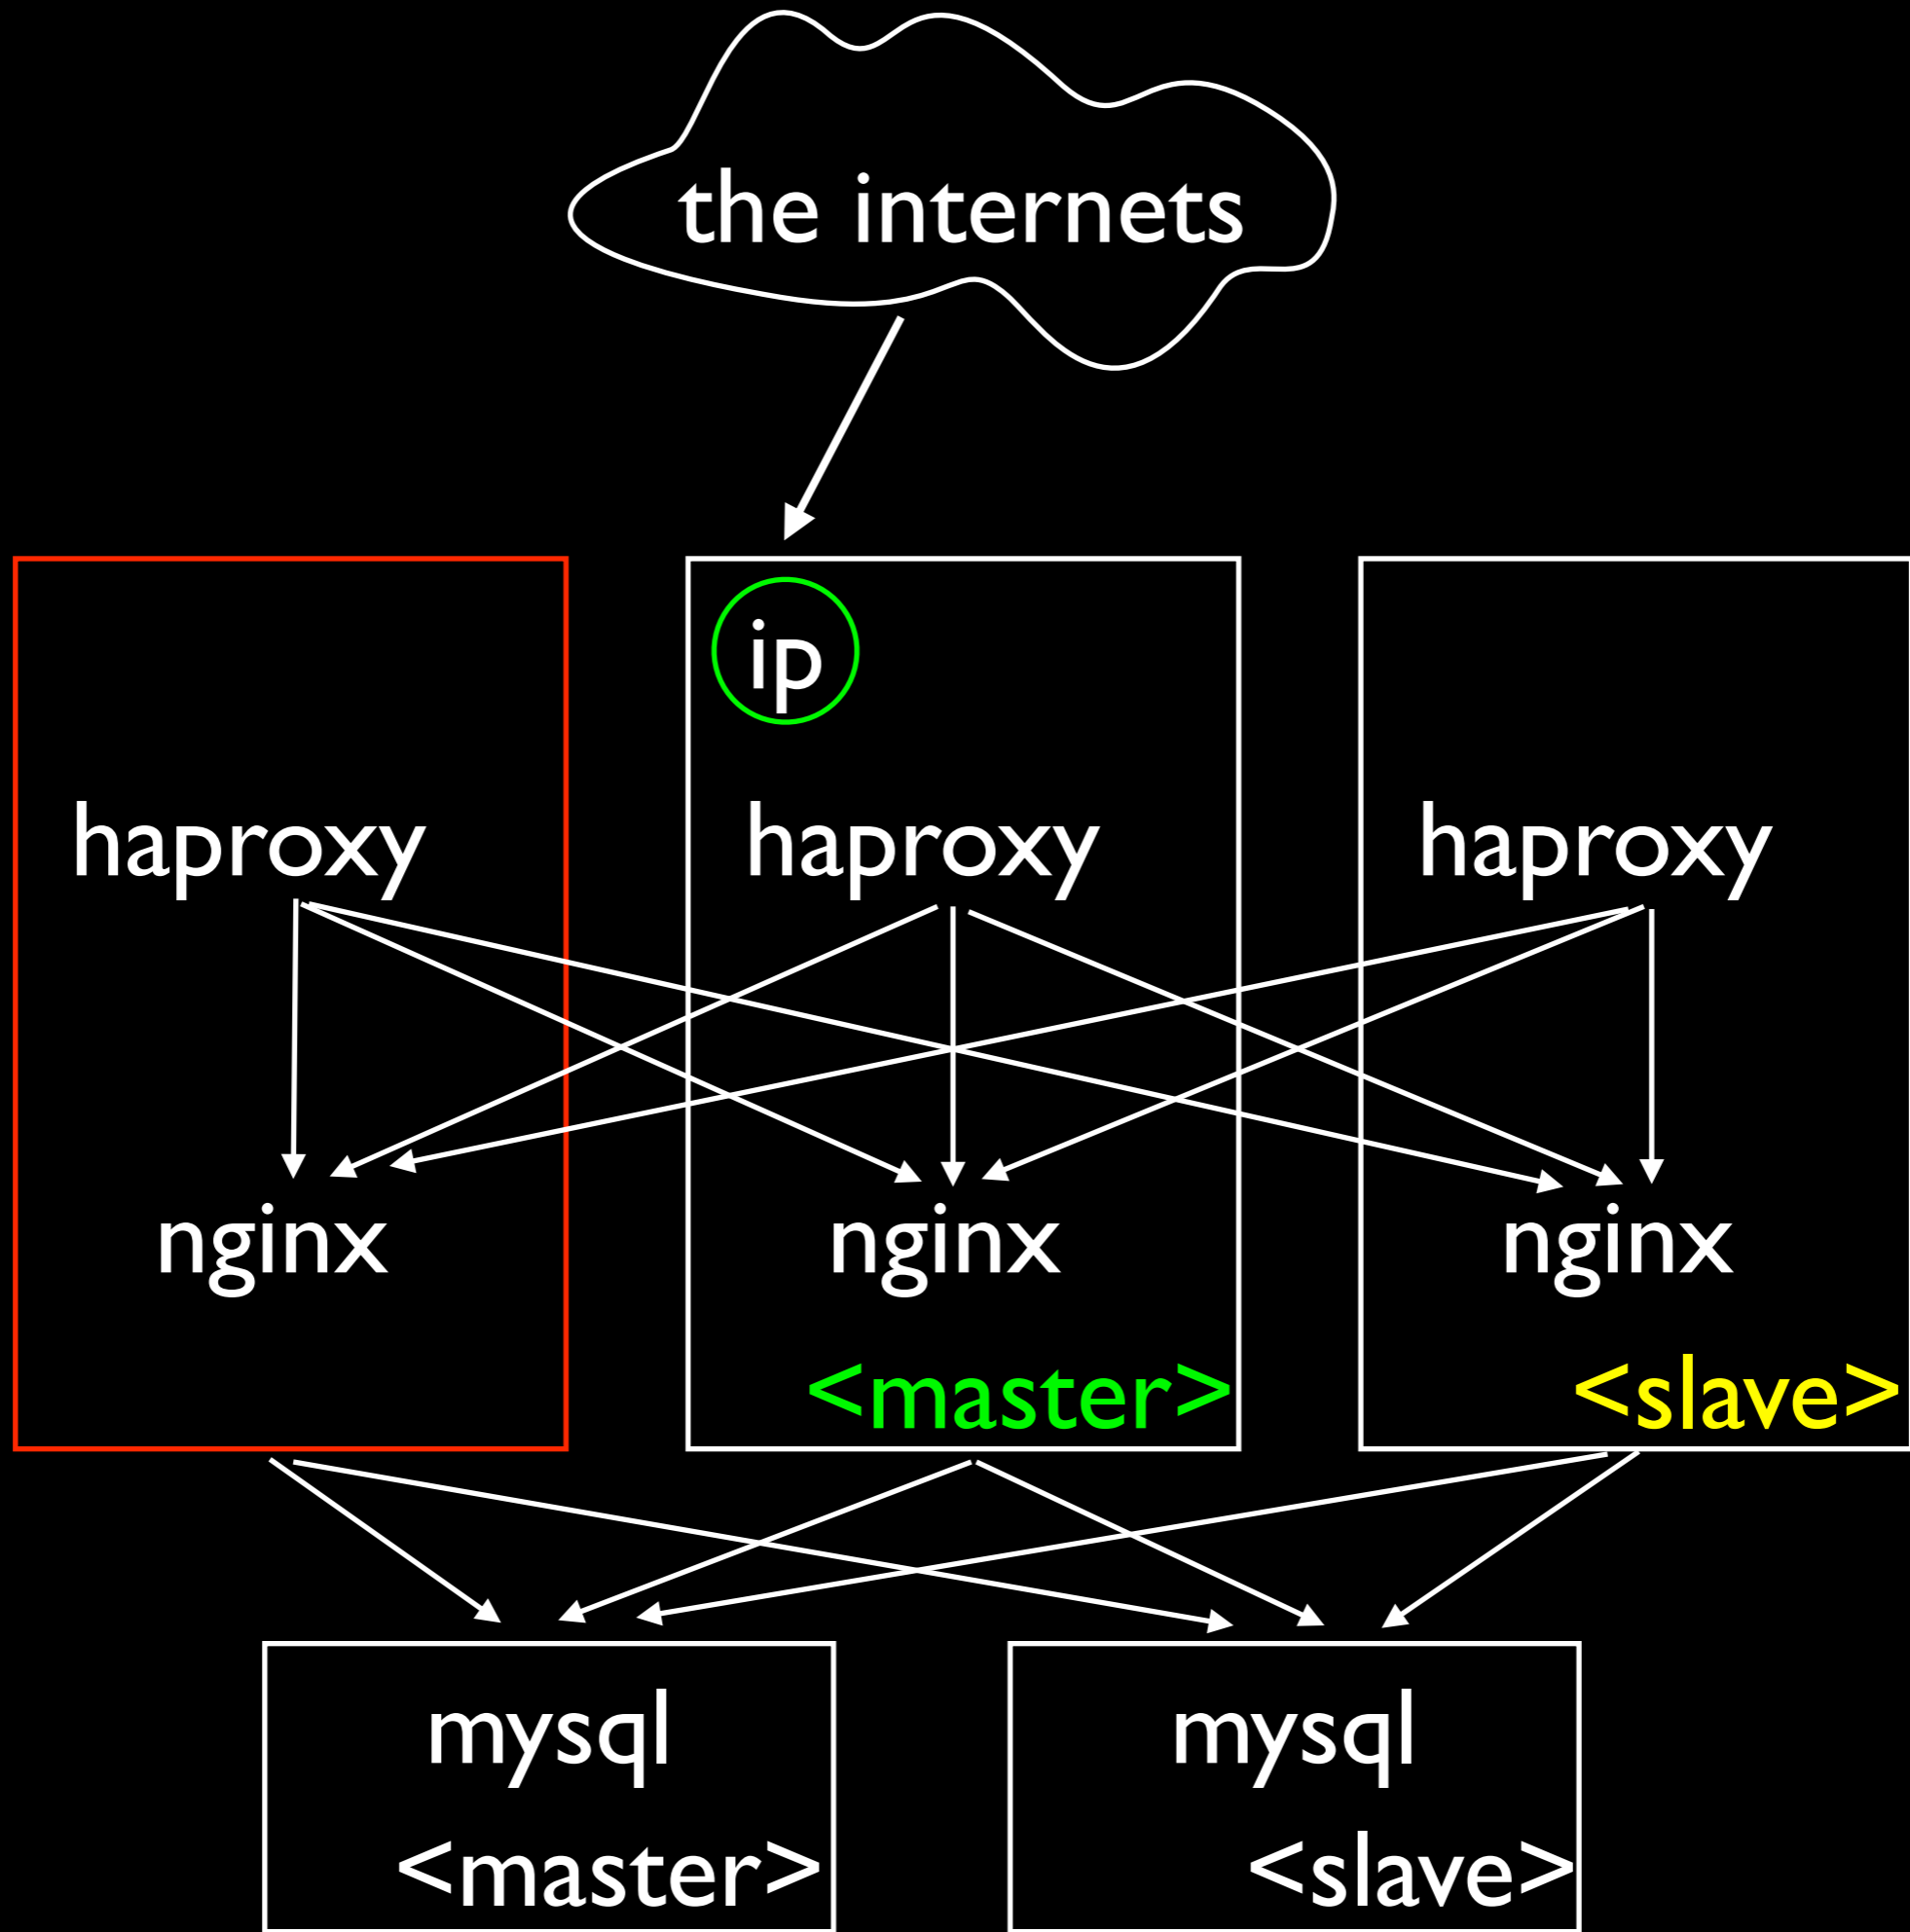 the internets
ip
haproxy
haproxy
haproxy
nginx
nginx
nginx
<master>
<slave>
mysql
mysql
<master>
<slave>